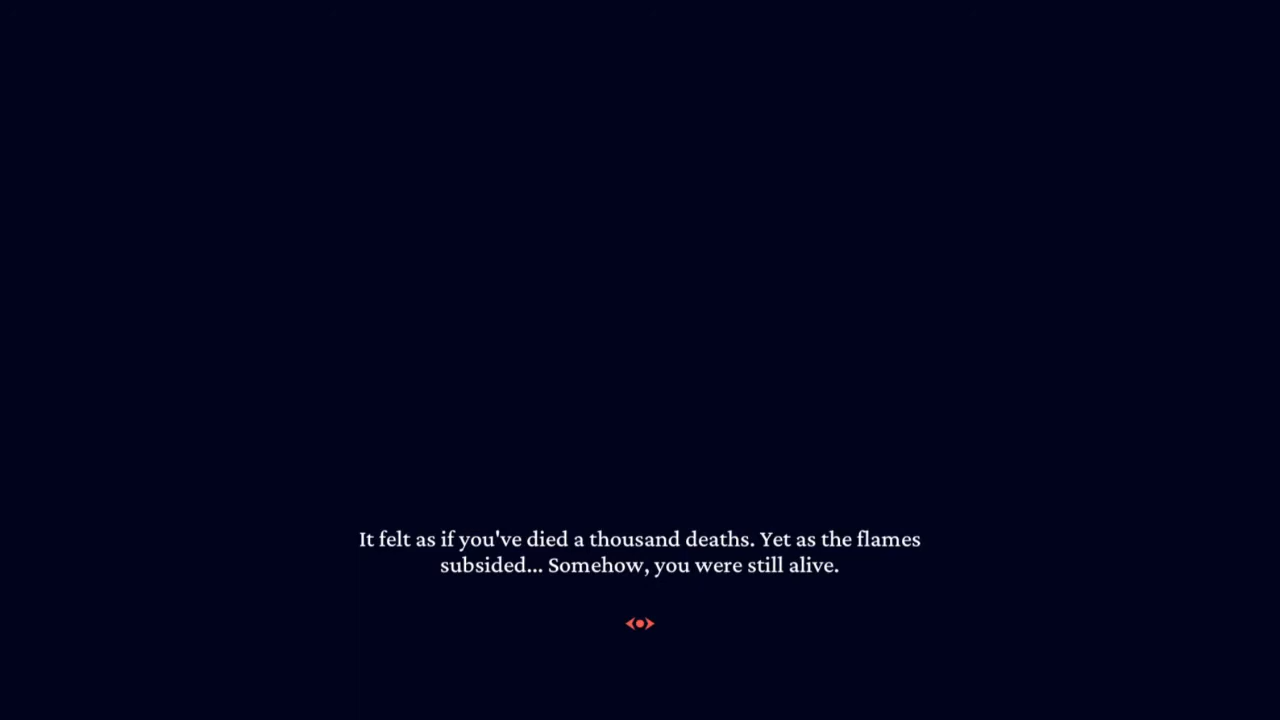 It felt as if you've died a thousand deaths. Yet as the flames
subsided... Somehow, you were still alive.